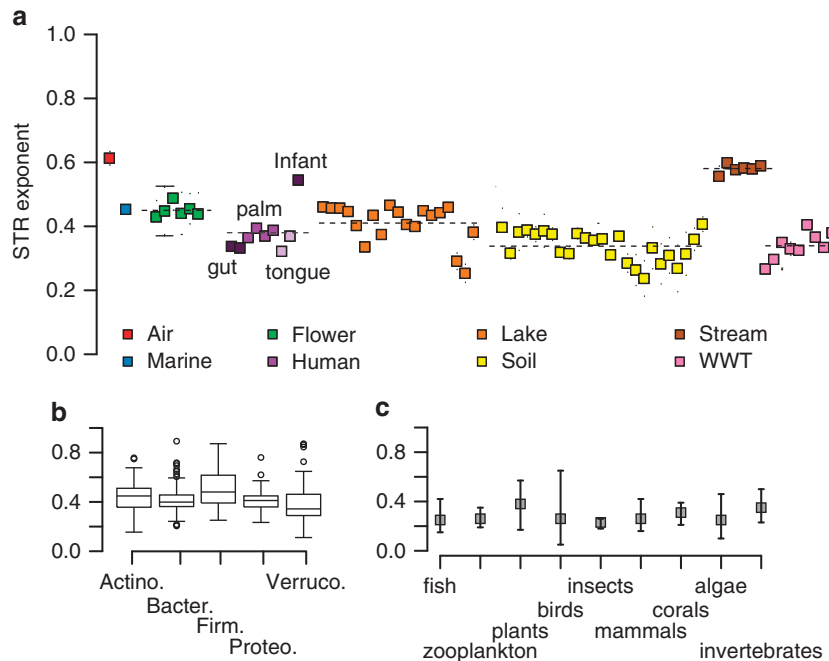 a
1.0
0.8
0.6
0.4
0.2
0.0
STR exponent
Infant
palm
gut
tongue
Air
Flower
Lake
Stream
Marine
Human
Soil
WWT
b
0.8
0.4
0.0
Actino.
Verruco.
Bacter.
Firm.
Proteo.
c
0.8
0.4
0.0
fish
insects
algae
birds
corals
plants
mammals
zooplankton
invertebrates